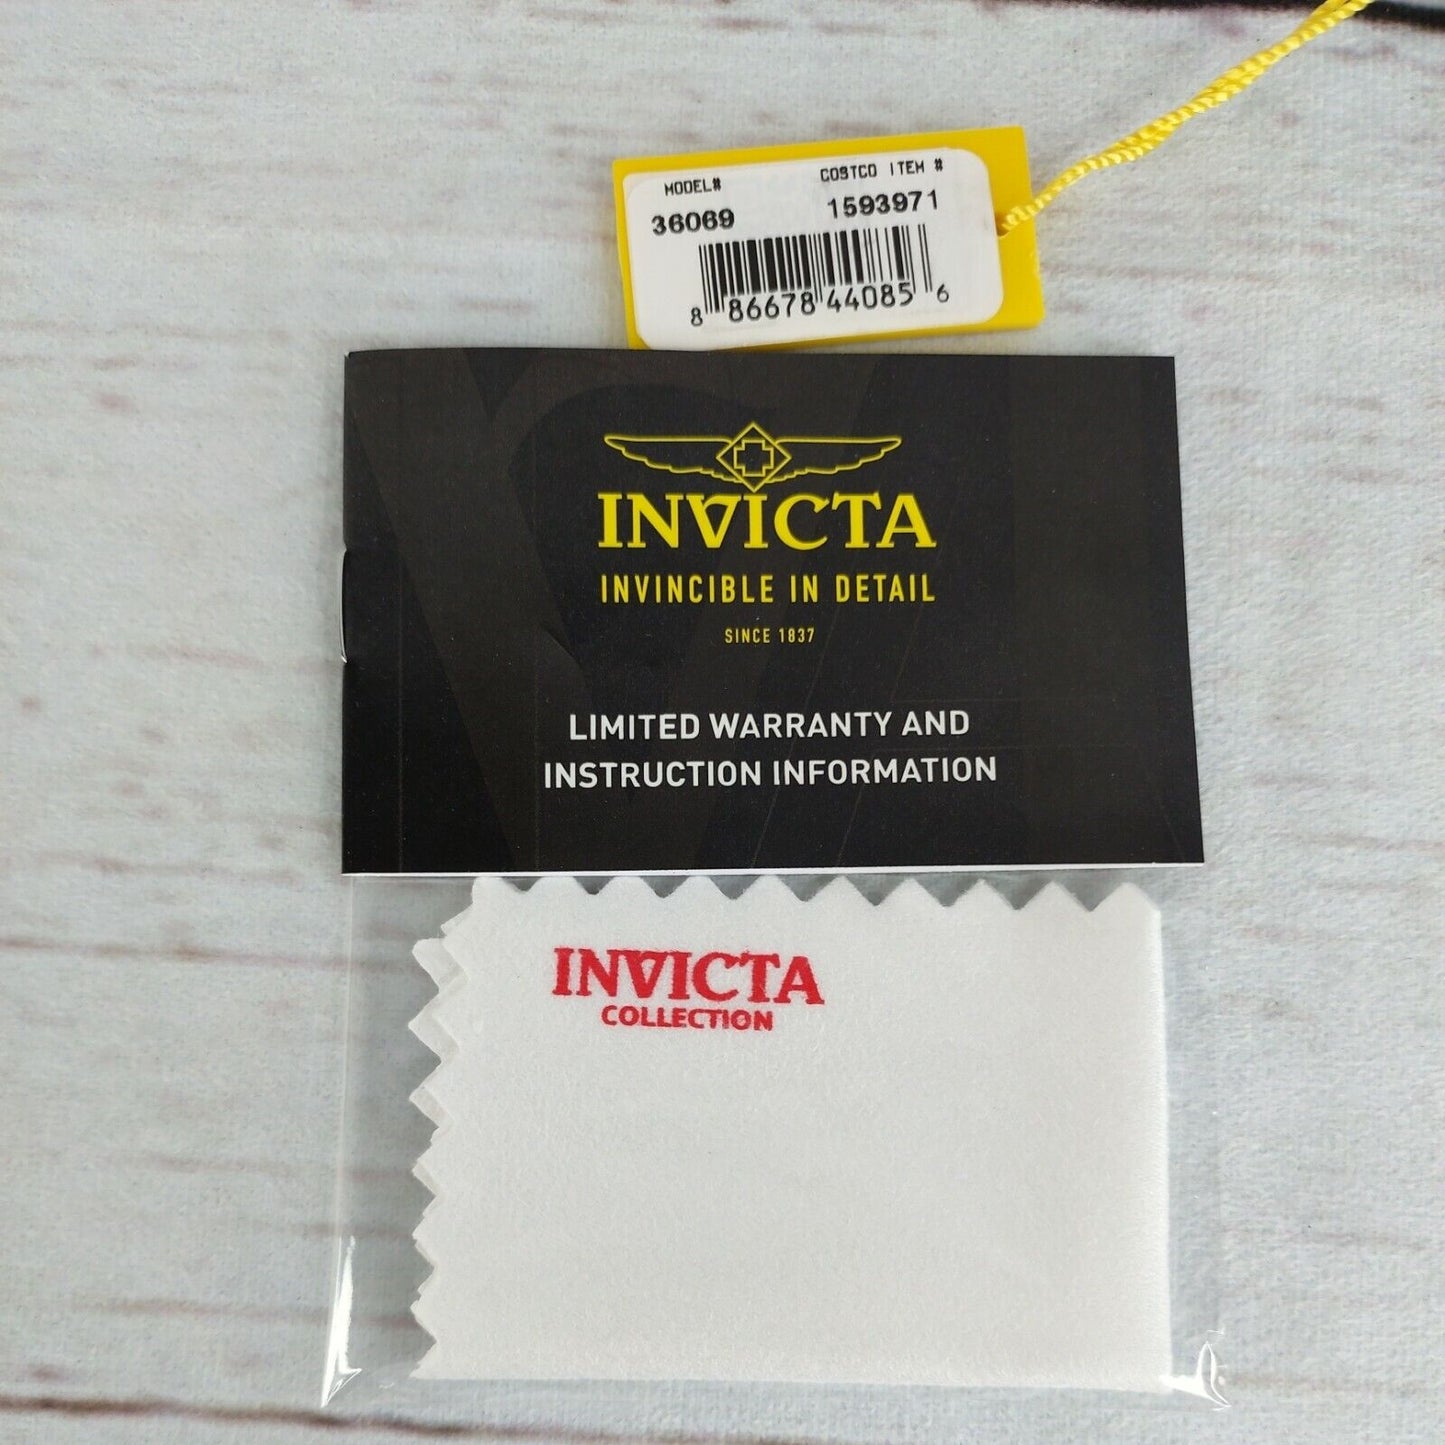 MODEL# COSTCO ITEM #
36069 1593971
8 86678 44085 6
INVICTA
INVINCIBLE IN DETAIL
SINCE 1837
LIMITED WARRANTY AND
INSTRUCTION INFORMATION
INVICTA
COLLECTION